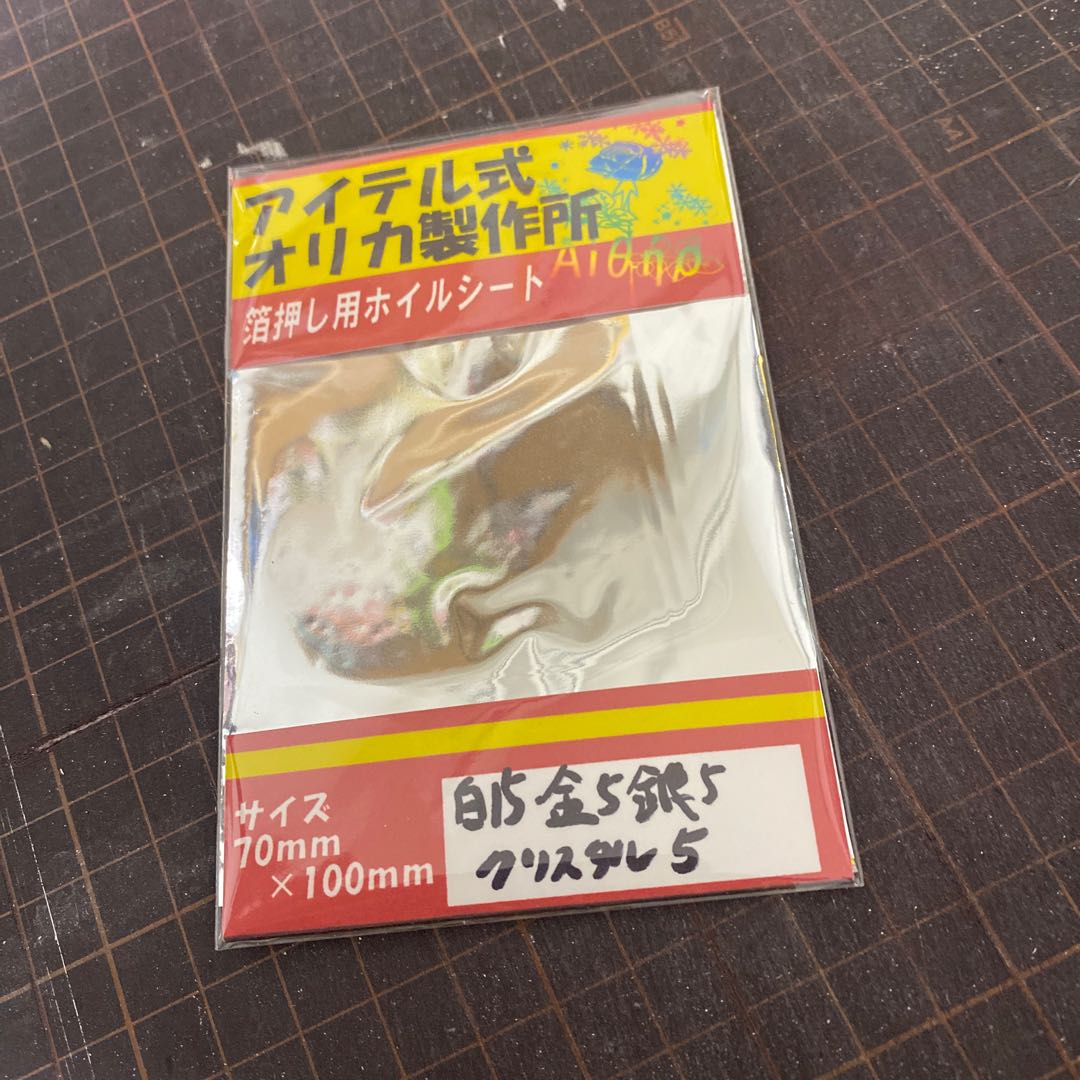 アイテル式
オリカ製作所
箔押し用ホイルシート
サイズ
70mm
×100mm
白15 金5 銀5
クリスタル 5
A4